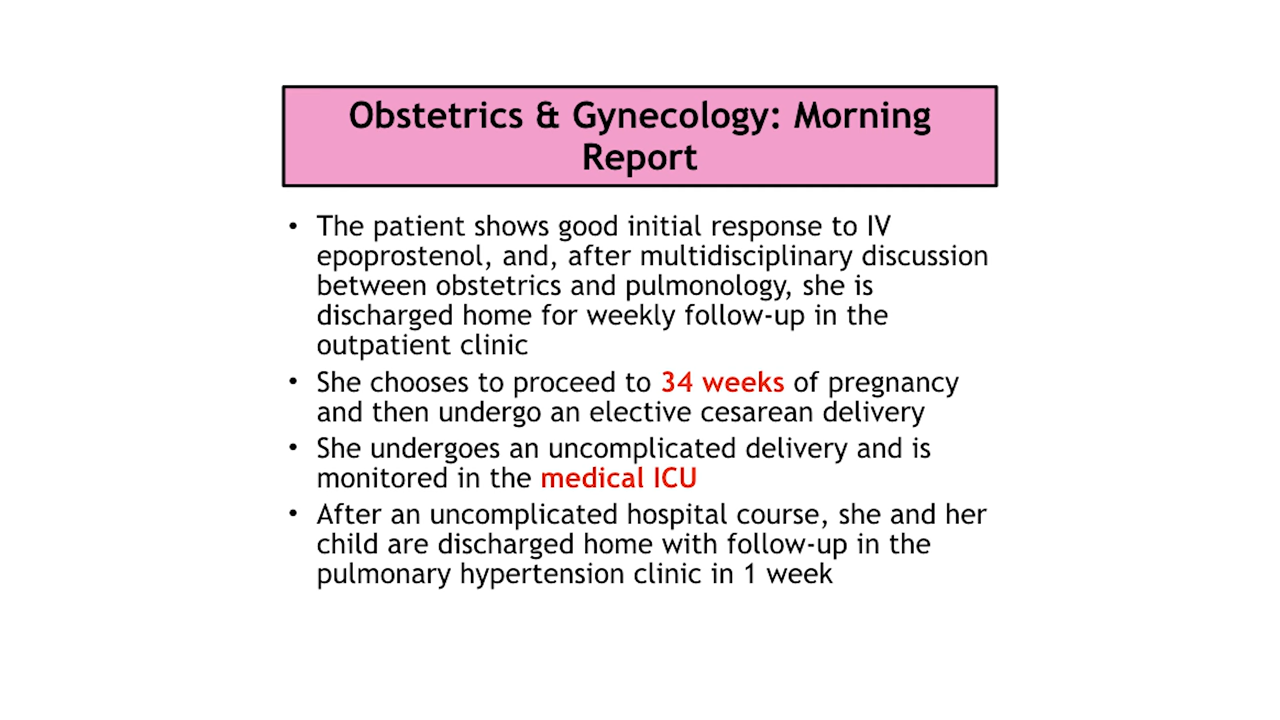 Obstetrics & Gynecology: Morning
Report
• The patient shows good initial response to IV
epoprostenol, and, after multidisciplinary discussion
between obstetrics and pulmonology, she is
discharged home for weekly follow-up in the
outpatient clinic
• She chooses to proceed to 34 weeks of pregnancy
and then undergo an elective cesarean delivery
• She undergoes an uncomplicated delivery and is
monitored in the medical ICU
• After an uncomplicated hospital course, she and her
child are discharged home with follow-up in the
pulmonary hypertension clinic in 1 week